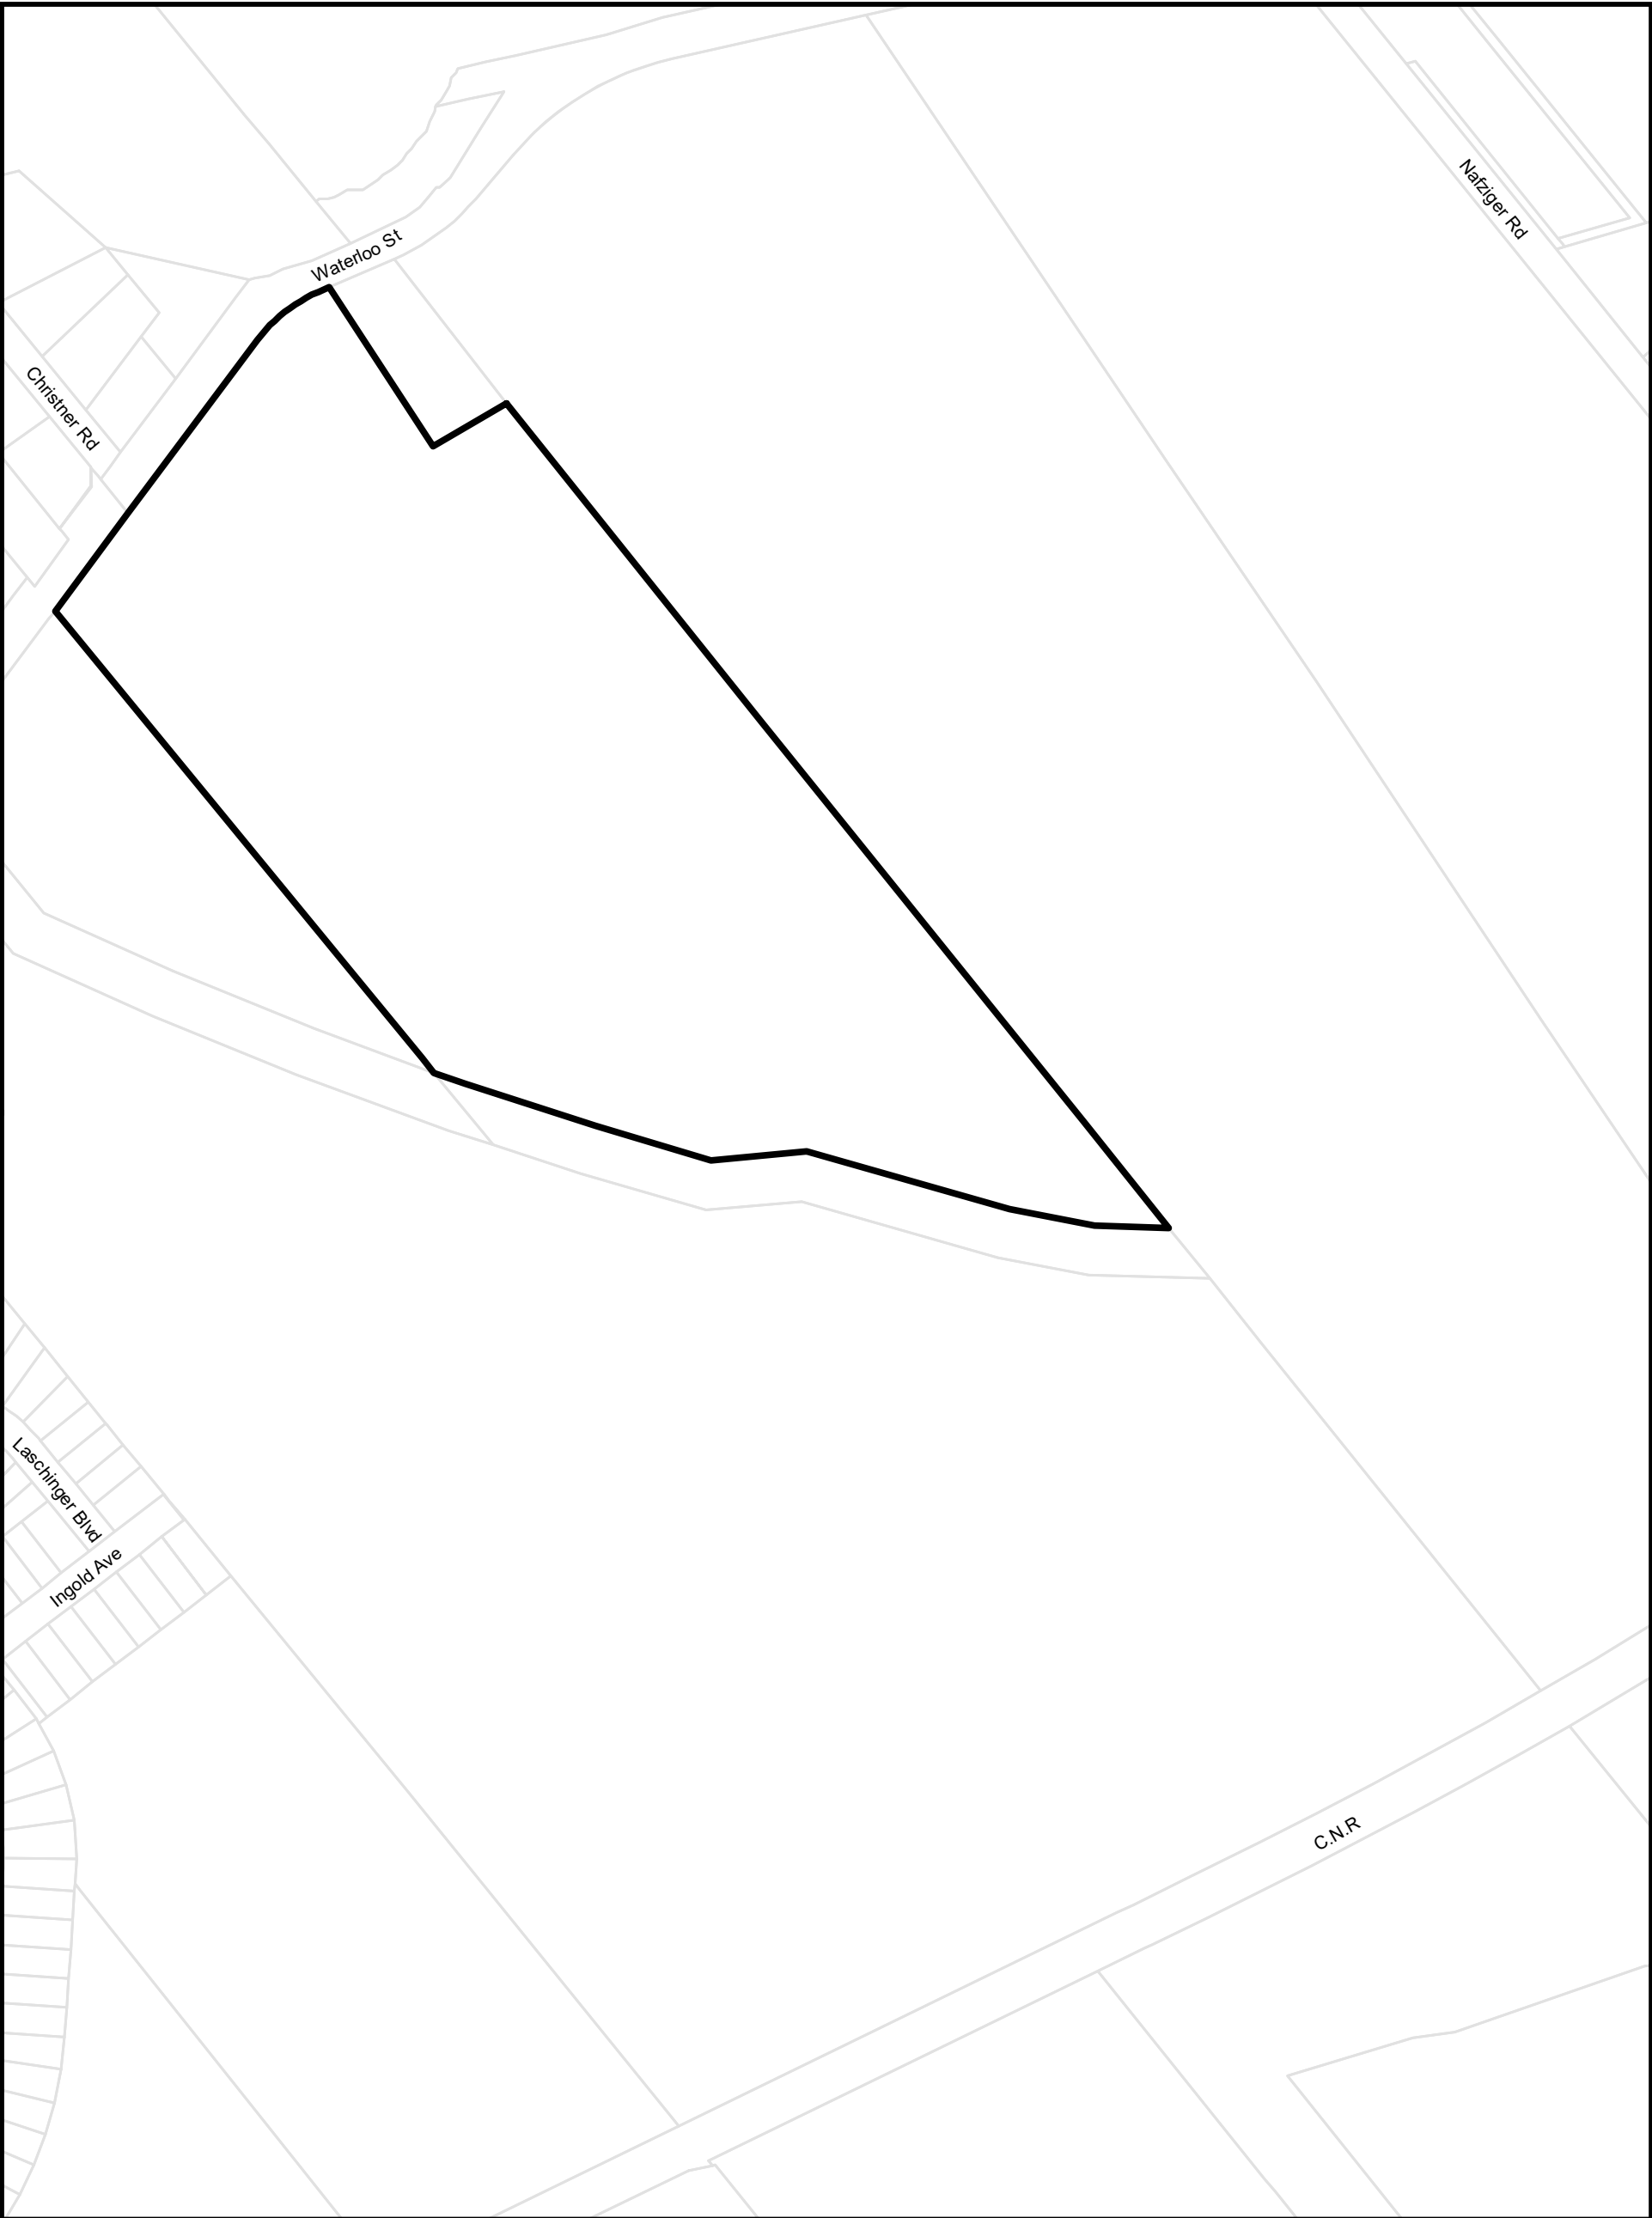 Nafziger Rd
Waterloo St
Christner Rd
Laschinger Blvd
Ingold Ave
C.N.R